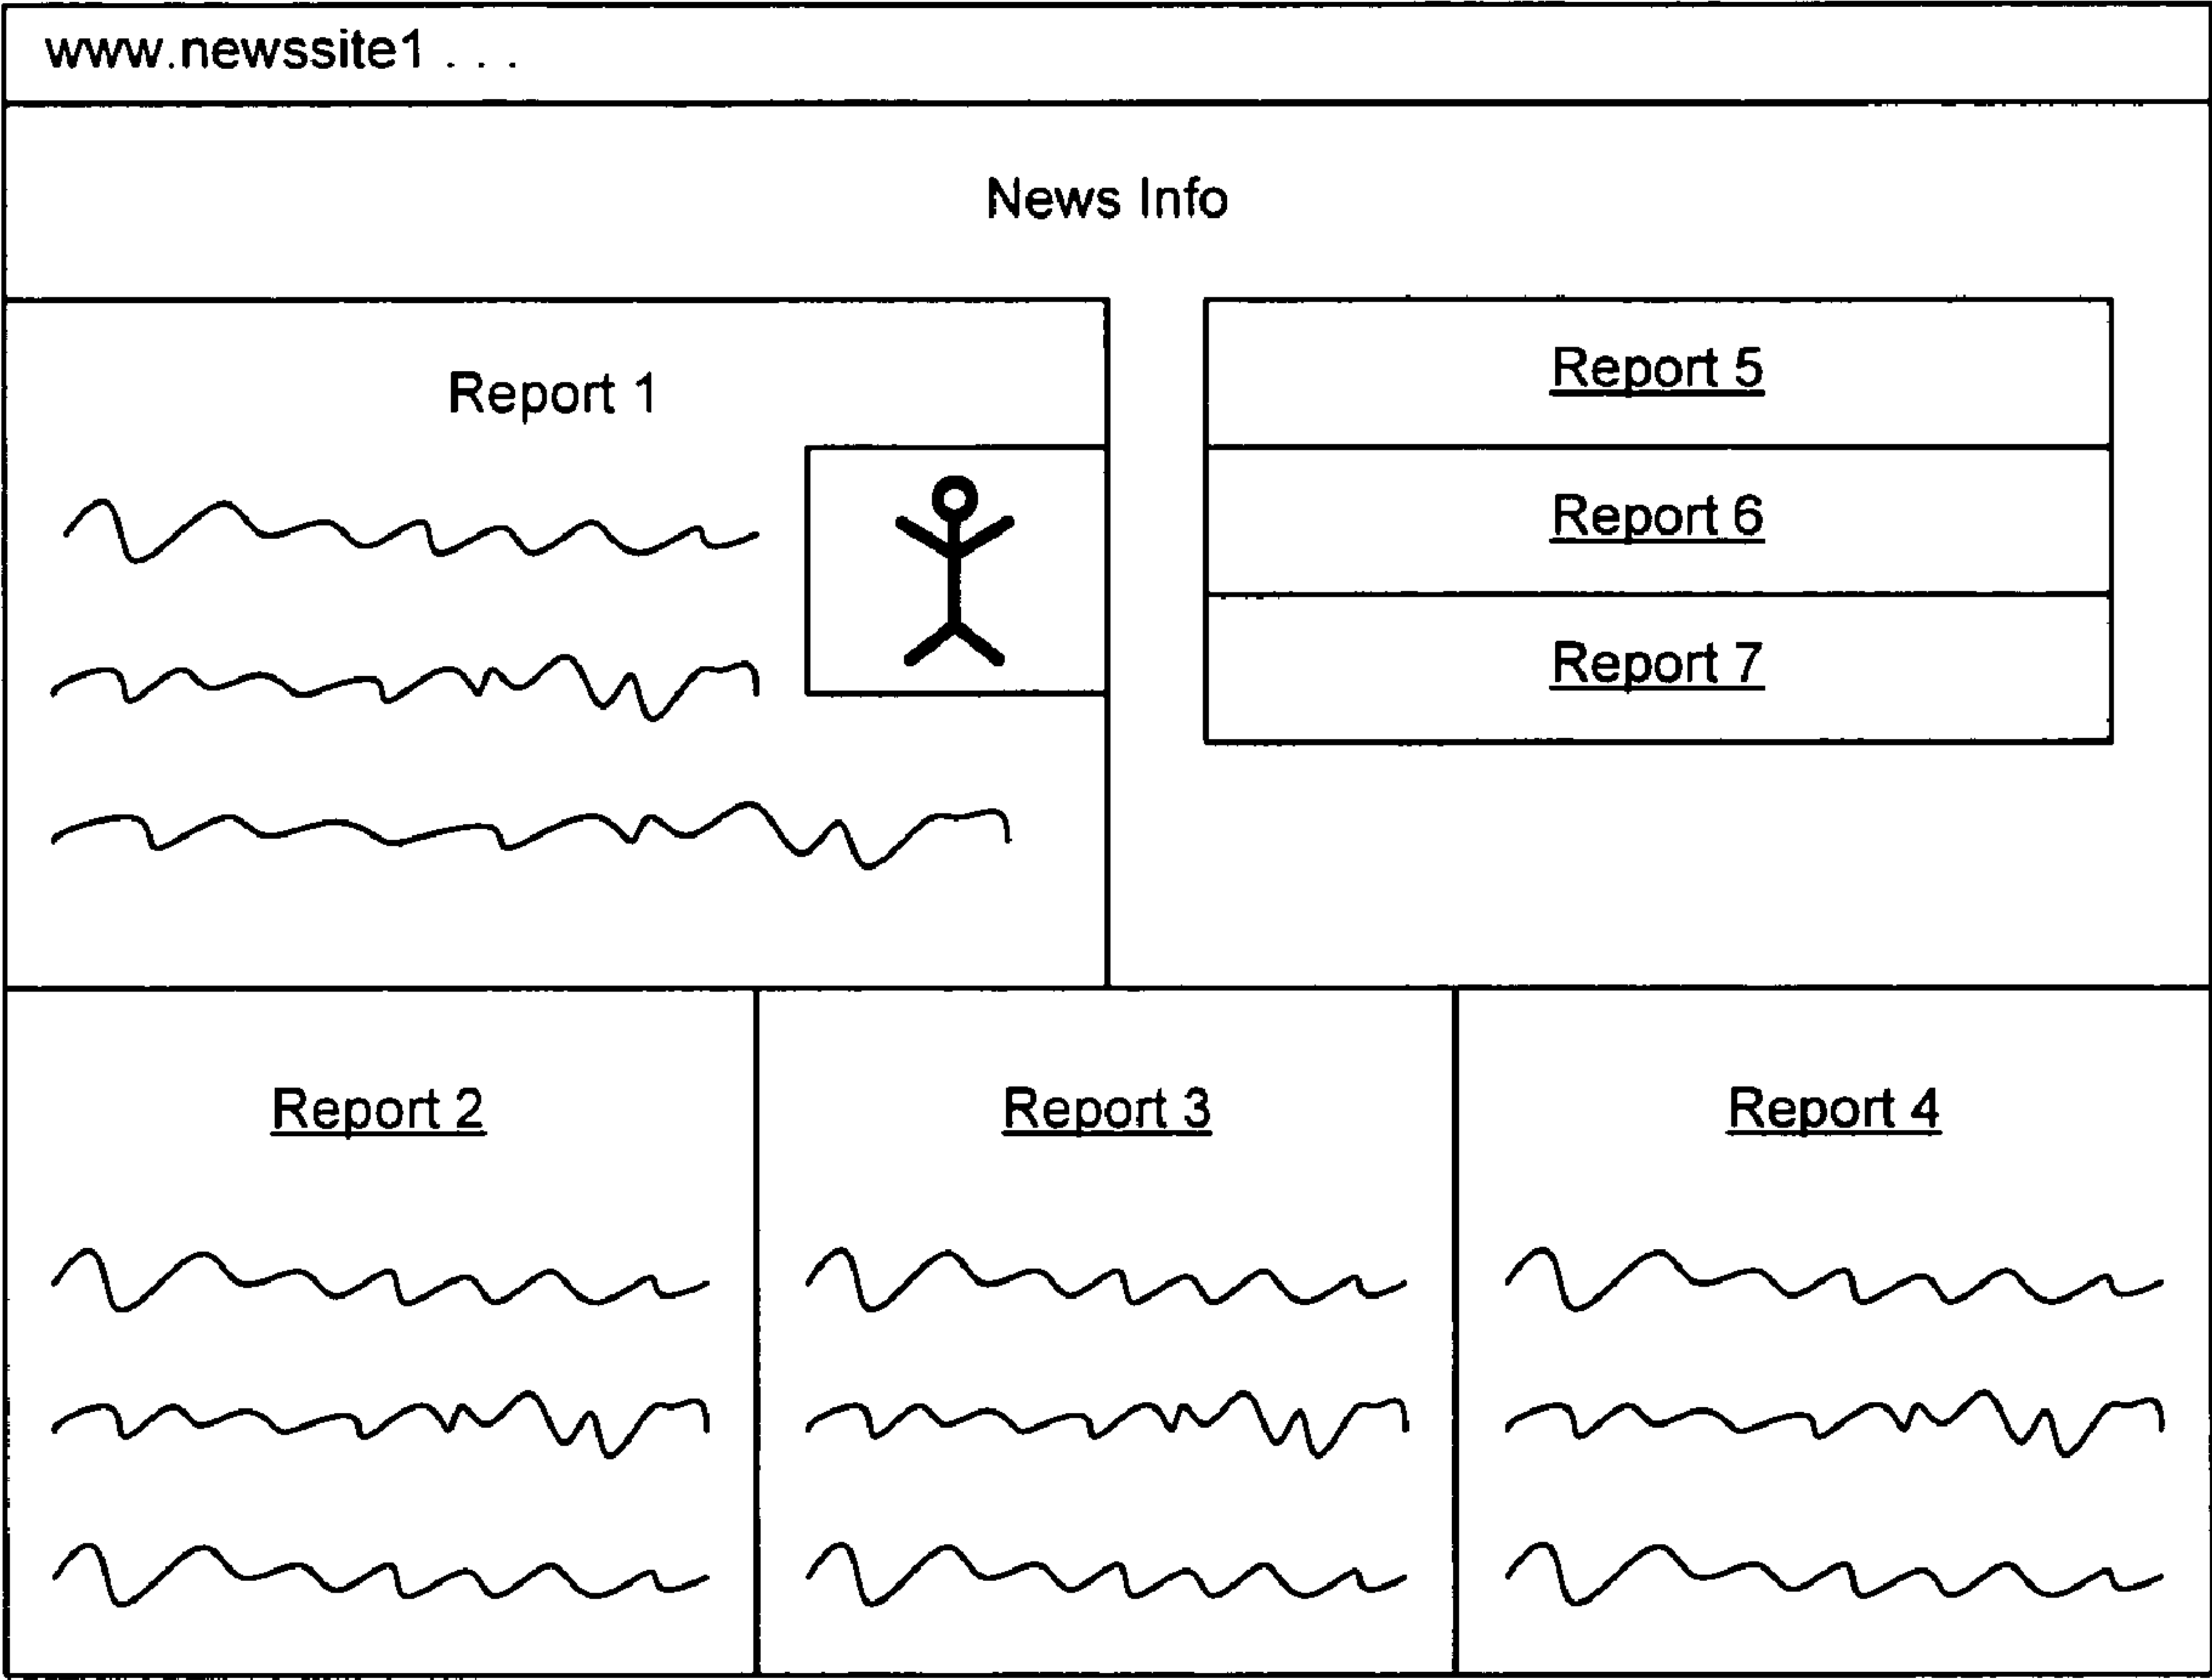 www.newssite1 . . .
News Info
Report 1
Report 5
Report 6
Report 7
Report 2
Report 3
Report 4